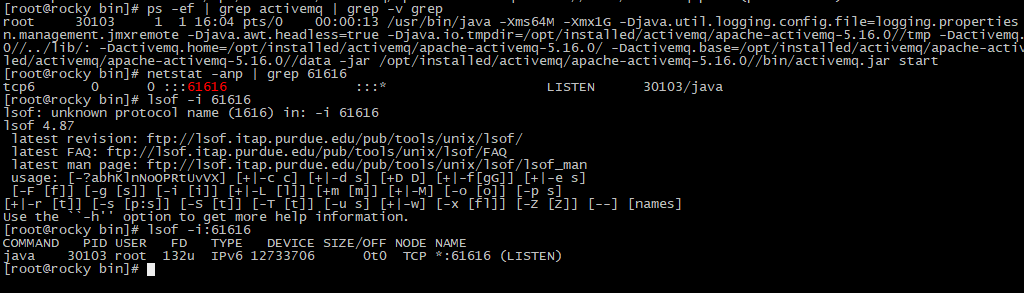 [root@rocky bin]# ps -ef | grep activemq | grep -v grep
root     30103     1  1 16:04 pts/0    00:00:13 /usr/bin/java -Xms64M -Xmx1G -Djava.util.logging.config.file=logging.properties
n.management.jmxremote -Djava.awt.headless=true -Djava.io.tmpdir=/opt/installed/activemq/apache-activemq-5.16.0//tmp -Dactivemq.
0//../lib/: -Dactivemq.home=/opt/installed/activemq/apache-activemq-5.16.0/ -Dactivemq.base=/opt/installed/activemq/apache-activ
led/activemq/apache-activemq-5.16.0//data -jar /opt/installed/activemq/apache-activemq-5.16.0//bin/activemq.jar start
[root@rocky bin]# netstat -anp | grep 61616
tcp6       0      0 :::61616                :::*                    LISTEN      30103/java
[root@rocky bin]# lsof -i 61616
lsof: unknown protocol name (1616) in: -i 61616
lsof 4.87
 latest revision: ftp://lsof.itap.purdue.edu/pub/tools/unix/lsof/
 latest FAQ: ftp://lsof.itap.purdue.edu/pub/tools/unix/lsof/FAQ
 latest man page: ftp://lsof.itap.purdue.edu/pub/tools/unix/lsof/lsof_man
 usage: [-?abhKlnNoOPRtUvVX] [+|-c c] [+|-d s] [+D D] [+|-f[gG]] [+|-e s]
 [-F [f]] [-g [s]] [-i [i]] [+|-L [l]] [+m [m]] [+|-M] [-o [o]] [-p s]
[+|-r [t]] [-s [p:s]] [-S [t]] [-T [t]] [-u s] [+|-w] [-x [fl]] [-Z [Z]] [--] [names]
Use the ``-h'' option to get more help information.
[root@rocky bin]# lsof -i:61616
COMMAND   PID USER   FD   TYPE   DEVICE SIZE/OFF NODE NAME
java    30103 root  132u  IPv6 12733706      0t0  TCP *:61616 (LISTEN)
[root@rocky bin]#